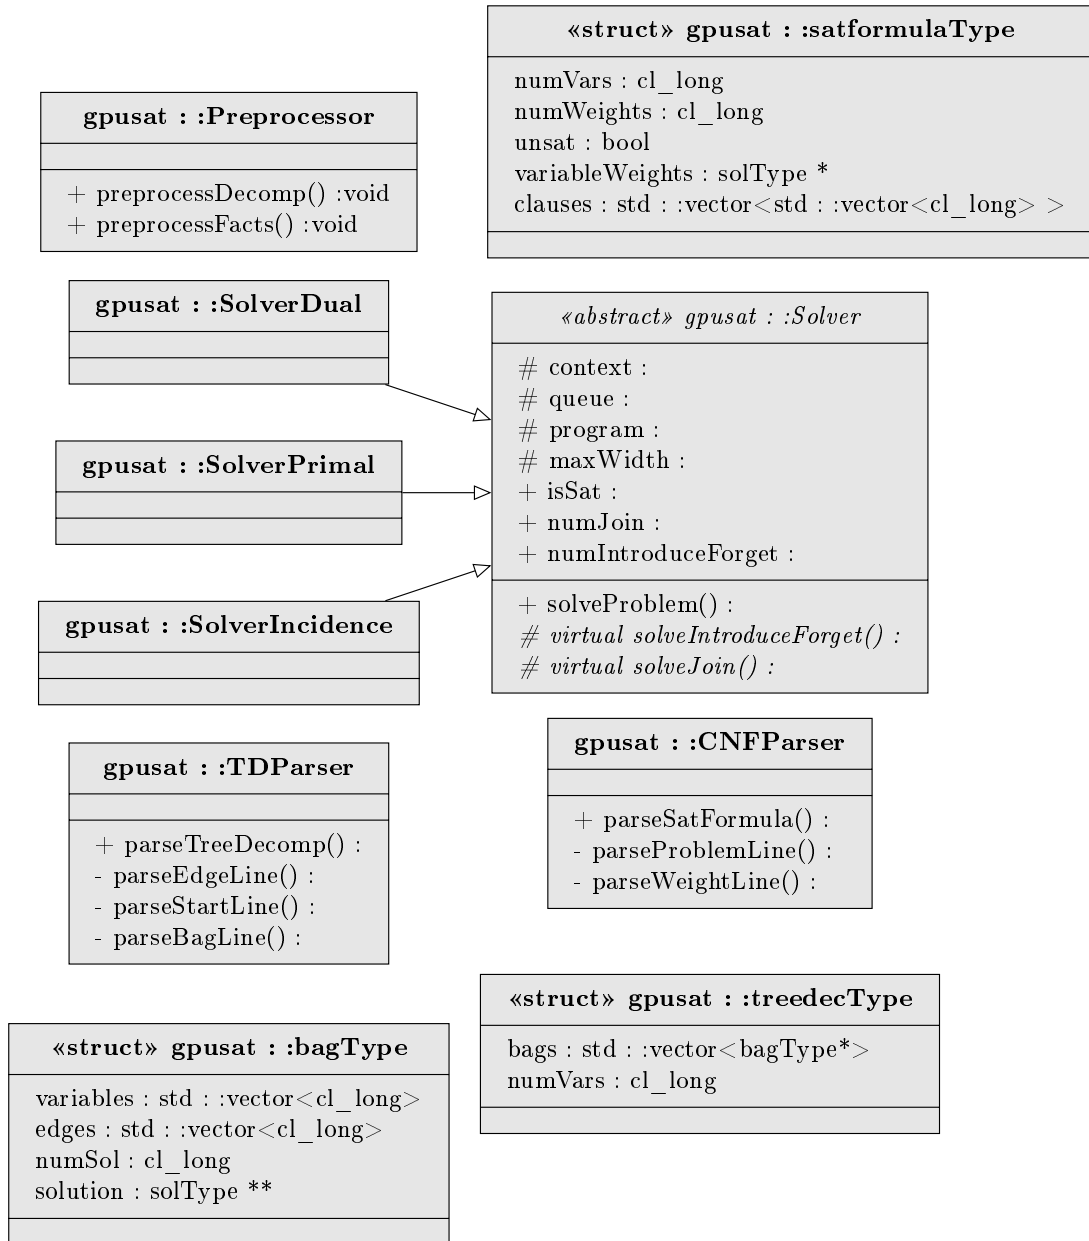 «struct» gpusat : :satformulaType
numVars : cl_long
numWeights : cl_long
unsat : bool
variableWeights : solType *
clauses : std : :vector<std : :vector<cl_long> >
gpusat : :Preprocessor
+ preprocessDecomp() :void
+ preprocessFacts() :void
gpusat : :SolverDual
«abstract» gpusat : :Solver
# context :
# queue :
# program :
# maxWidth :
+ isSat :
+ numJoin :
+ numIntroduceForget :
+ solveProblem() :
# virtual solveIntroduceForget() :
# virtual solveJoin() :
gpusat : :SolverPrimal
gpusat : :SolverIncidence
gpusat : :TDParser
+ parseTreeDecomp() :
- parseEdgeLine() :
- parseStartLine() :
- parseBagLine() :
gpusat : :CNFParser
+ parseSatFormula() :
- parseProblemLine() :
- parseWeightLine() :
«struct» gpusat : :treedecType
bags : std : :vector<bagType*>
numVars : cl_long
«struct» gpusat : :bagType
variables : std : :vector<cl_long>
edges : std : :vector<cl_long>
numSol : cl_long
solution : solType **